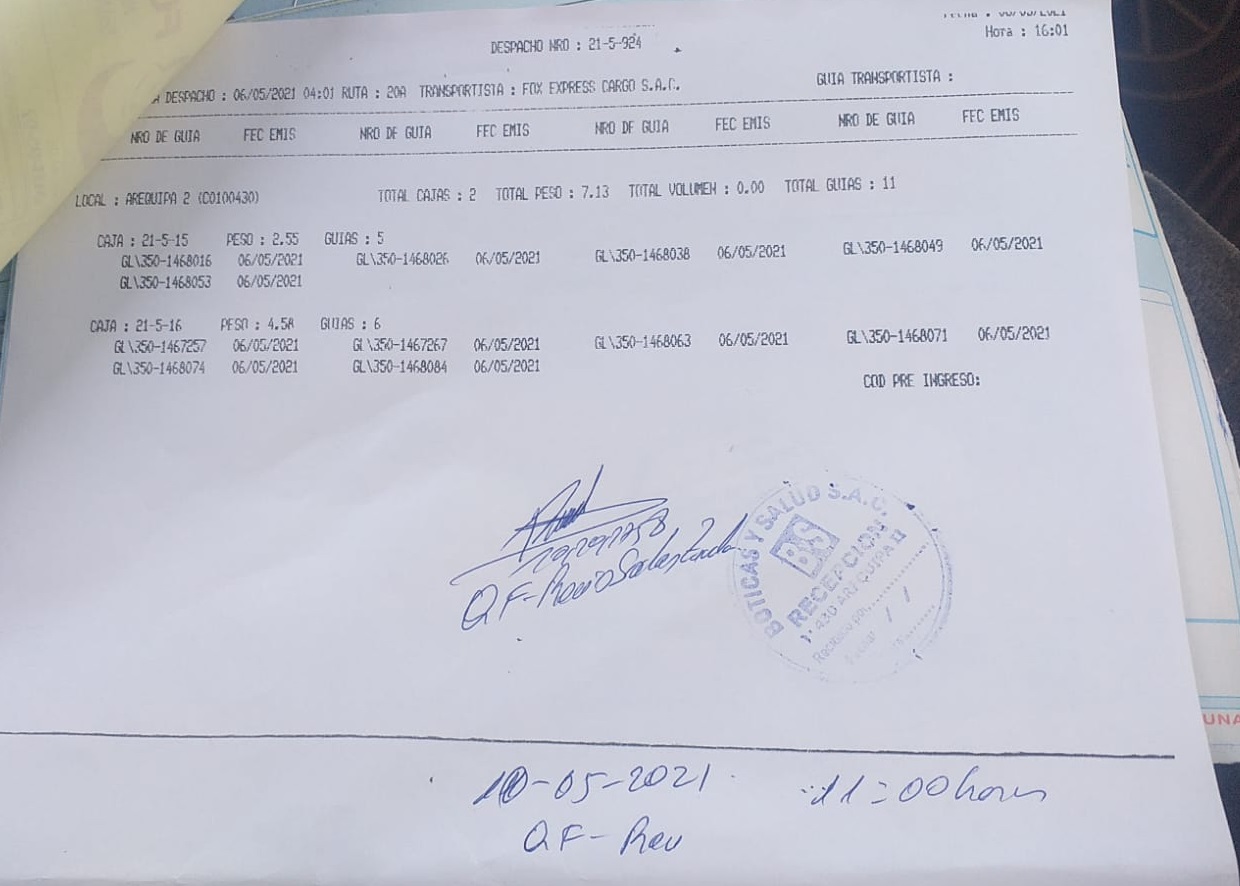 DESPACHO NRO : 21-5-924
Hora : 16:01
DESPACHO : 06/05/2021 04:01 RUTA : 20A TRANSPORTISTA : FOX EXPRESS CARGO S.A.C. GUIA TRANSPORTISTA :
NRO DE GUIA FEC EMIS NRO DE GUIA FEC EMIS NRO DE GUIA FEC EMIS NRO DE GUIA FEC EMIS
LOCAL : AREQUIPA 2 (C0100430) TOTAL CAJAS : 2 TOTAL PESO : 7.13 TOTAL VOLUMEN : 0.00 TOTAL GUIAS : 11
CAJA : 21-5-15 PESO : 2.55 GUIAS : 5
GL\350-1468016 06/05/2021 GL\350-1468026 06/05/2021 GL\350-1468038 06/05/2021 GL\350-1468049 06/05/2021
GL\350-1468053 06/05/2021
CAJA : 21-5-16 PESO : 4.58 GUIAS : 6
GL\350-1467257 06/05/2021 GL\350-1467267 06/05/2021 GL\350-1468063 06/05/2021 GL\350-1468071 06/05/2021
GL\350-1468074 06/05/2021 GL\350-1468084 06/05/2021
COD PRE INGRESO:
QF-
BOTICAS Y SALUD S.A.C.
BS
RECEPCION
430 AREQUIPA II
Recibido por
10-05-2021 11:00 horas
QF-
UNA